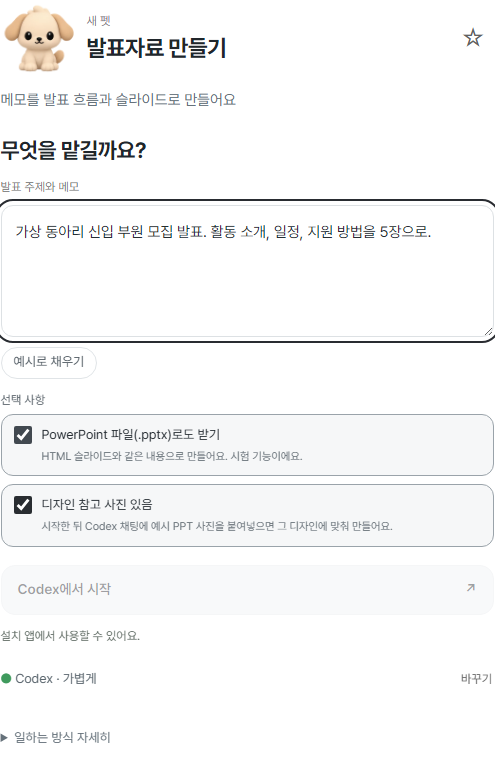 새 펫
발표자료 만들기
메모를 발표 흐름과 슬라이드로 만들어요
무엇을 맡길까요?
발표 주제와 메모
가상 동아리 신입 부원 모집 발표. 활동 소개, 일정, 지원 방법을 5장으로.
예시로 채우기
선택 사항
PowerPoint 파일(.pptx)로도 받기
HTML 슬라이드와 같은 내용으로 만들어요. 시험 기능이에요.
디자인 참고 사진 있음
시작한 뒤 Codex 채팅에 예시 PPT 사진을 붙여넣으면 그 디자인에 맞춰 만들어요.
Codex에서 시작
설치 앱에서 사용할 수 있어요.
Codex · 가볍게
바꾸기
일하는 방식 자세히